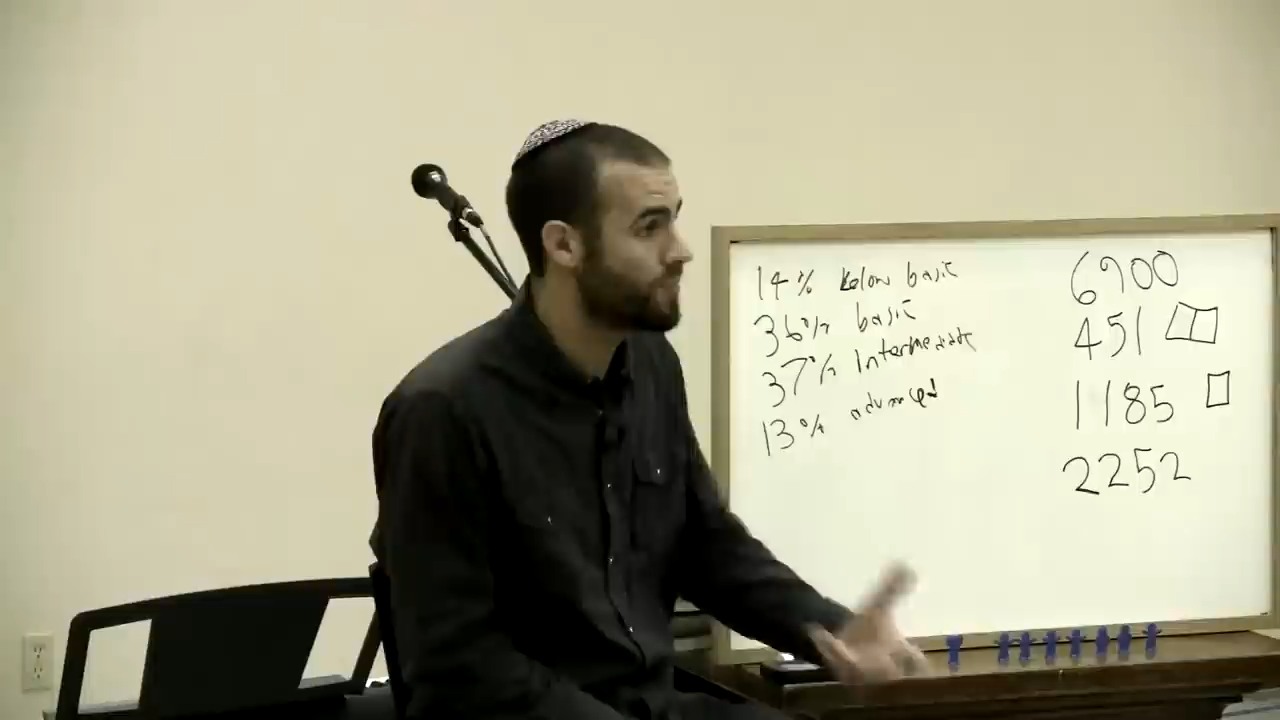 14% below basic
36% basic
37% Intermediate
13% advanced
6900
451
1185
2252